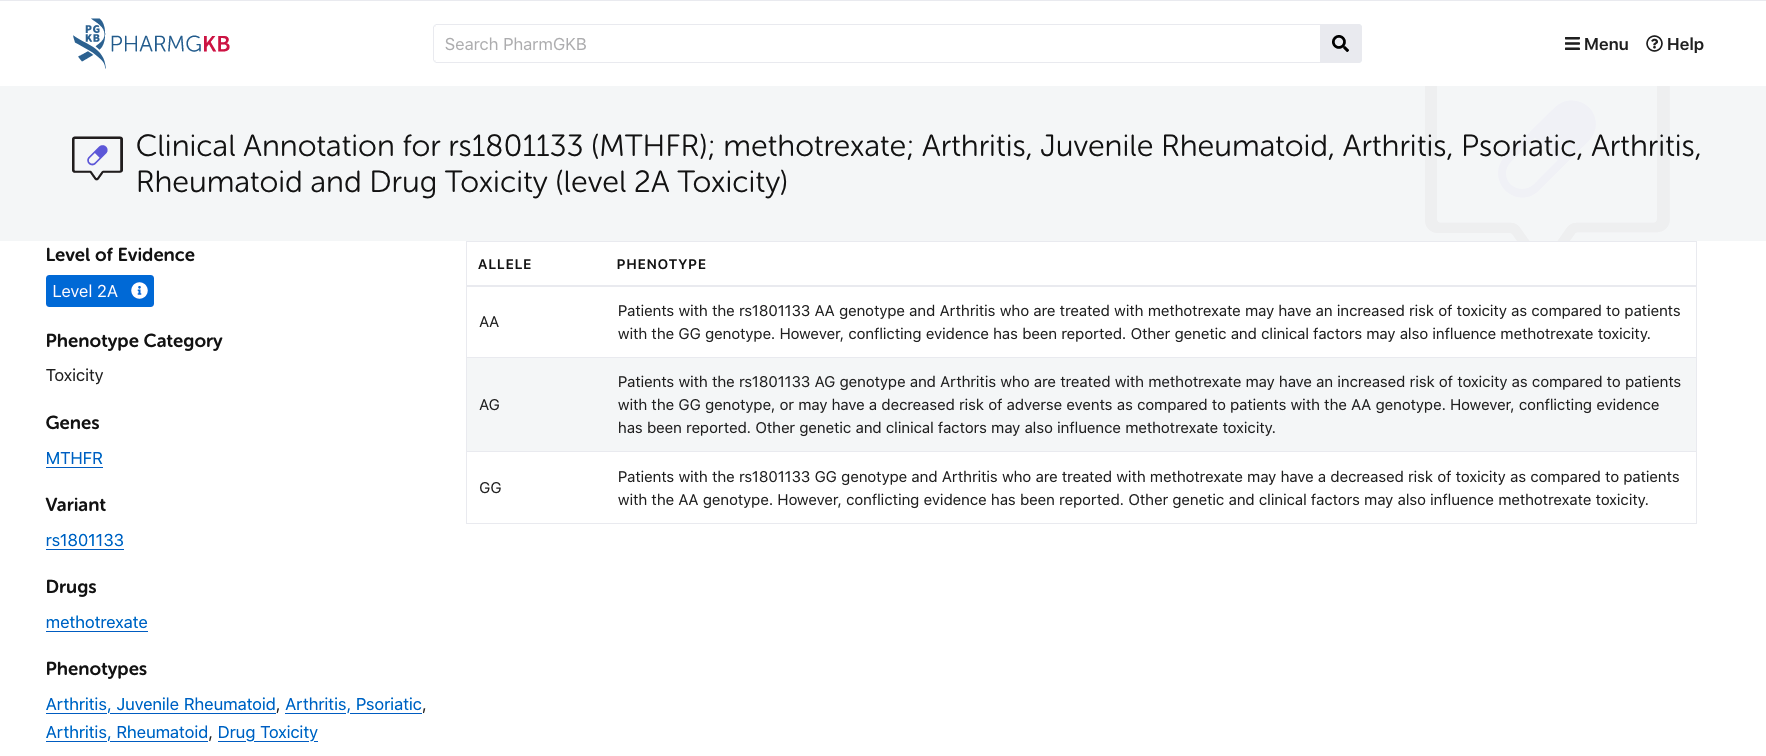 PG
KB
PHARMGKB
Search PharmGKB
Menu
Help
Clinical Annotation for rs1801133 (MTHFR); methotrexate; Arthritis, Juvenile Rheumatoid, Arthritis, Psoriatic, Arthritis,
Rheumatoid and Drug Toxicity (level 2A Toxicity)
Level of Evidence
Level 2A
Phenotype Category
Toxicity
Genes
MTHFR
Variant
rs1801133
Drugs
methotrexate
Phenotypes
Arthritis, Juvenile Rheumatoid, Arthritis, Psoriatic,
Arthritis, Rheumatoid, Drug Toxicity
ALLELE PHENOTYPE
AA
Patients with the rs1801133 AA genotype and Arthritis who are treated with methotrexate may have an increased risk of toxicity as compared to patients
with the GG genotype. However, conflicting evidence has been reported. Other genetic and clinical factors may also influence methotrexate toxicity.
AG
Patients with the rs1801133 AG genotype and Arthritis who are treated with methotrexate may have an increased risk of toxicity as compared to patients
with the GG genotype, or may have a decreased risk of adverse events as compared to patients with the AA genotype. However, conflicting evidence
has been reported. Other genetic and clinical factors may also influence methotrexate toxicity.
GG
Patients with the rs1801133 GG genotype and Arthritis who are treated with methotrexate may have a decreased risk of toxicity as compared to patients
with the AA genotype. However, conflicting evidence has been reported. Other genetic and clinical factors may also influence methotrexate toxicity.